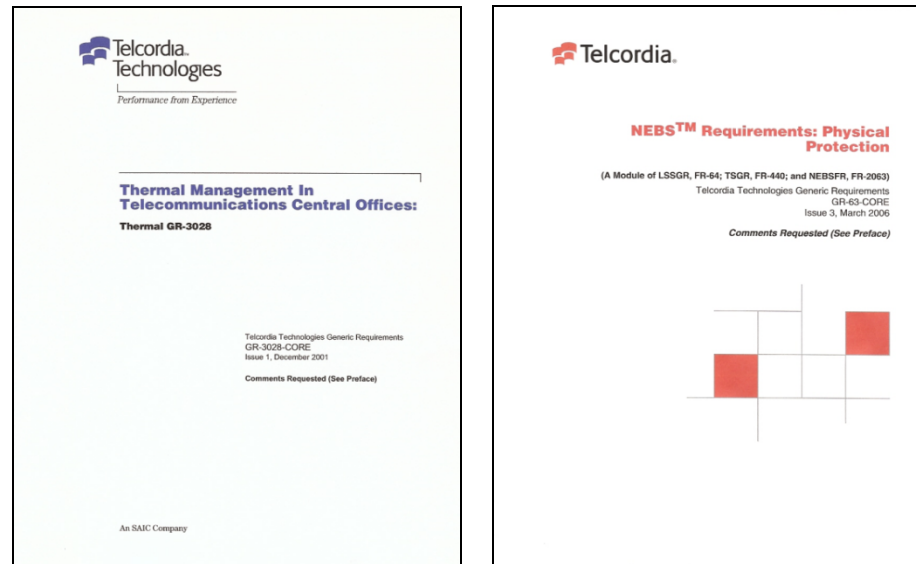 Telcordia™
Technologies
Performance from Experience
Thermal Management In
Telecommunications Central Offices:
Thermal GR-3028
Telcordia Technologies Generic Requirements
GR-3028-CORE
Issue 1, December 2001
Comments Requested (See Preface)
An SAIC Company
Telcordia®
NEBS™ Requirements: Physical
Protection
(A Module of LSSGR, FR-64; TSGR, FR-440; and NEBSFR, FR-2063)
Telcordia Technologies Generic Requirements
GR-63-CORE
Issue 3, March 2006
Comments Requested (See Preface)